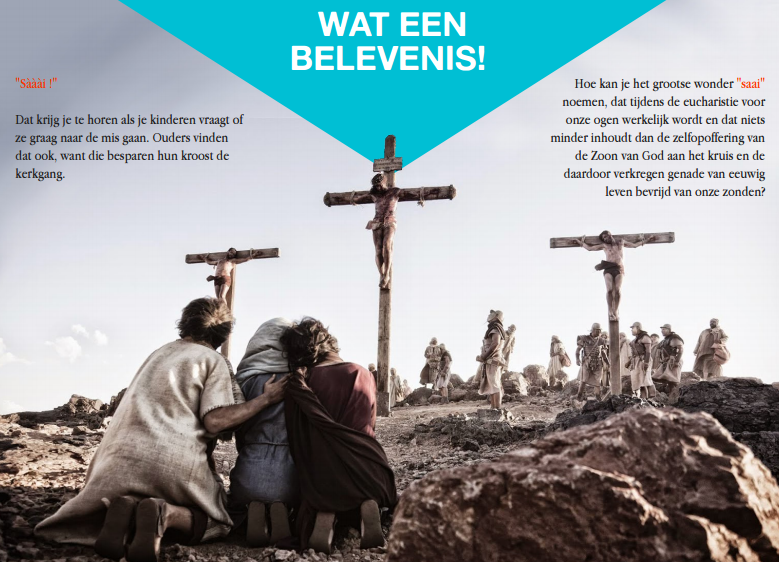 WAT EEN
BELEVENIS!
"Sààài !"
Dat krijg je te horen als je kinderen vraagt of
ze graag naar de mis gaan. Ouders vinden
dat ook, want die besparen hun kroost de
kerkgang.
Hoe kan je het grootse wonder "saai"
noemen, dat tijdens de eucharistie voor
onze ogen werkelijk wordt en dat niets
minder inhoudt dan de zelfopoffering van
de Zoon van God aan het kruis en de
daardoor verkregen genade van eeuwig
leven bevrijd van onze zonden?